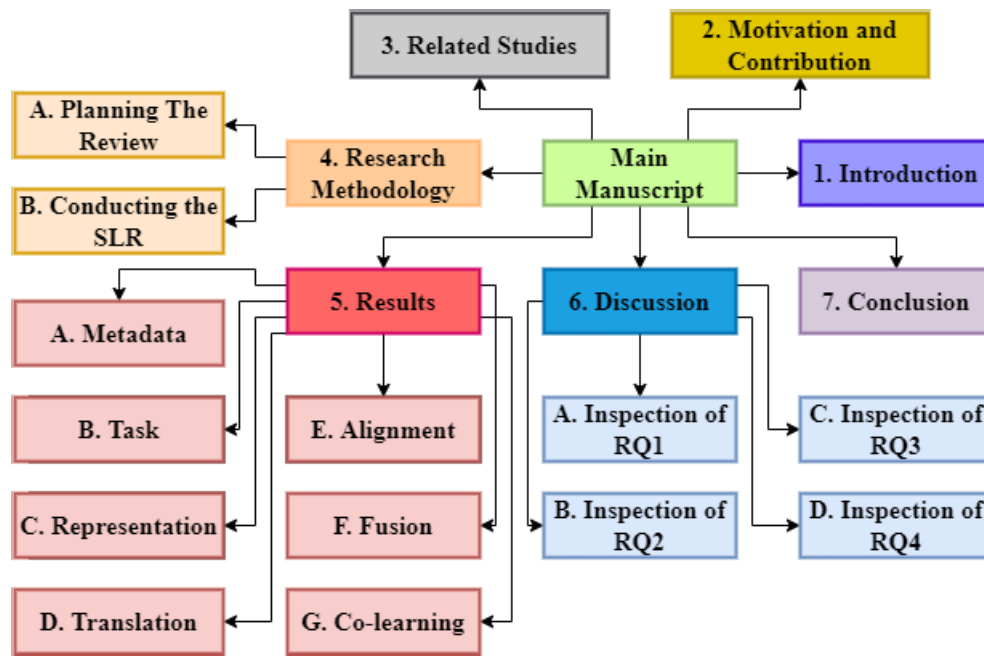 3. Related Studies
2. Motivation and
Contribution
A. Planning The
Review
4. Research
Methodology
Main
Manuscript
1. Introduction
B. Conducting the
SLR
5. Results
6. Discussion
7. Conclusion
A. Metadata
B. Task
E. Alignment
A. Inspection of
RQ1
C. Inspection of
RQ3
C. Representation
F. Fusion
B. Inspection of
RQ2
D. Inspection of
RQ4
D. Translation
G. Co-learning